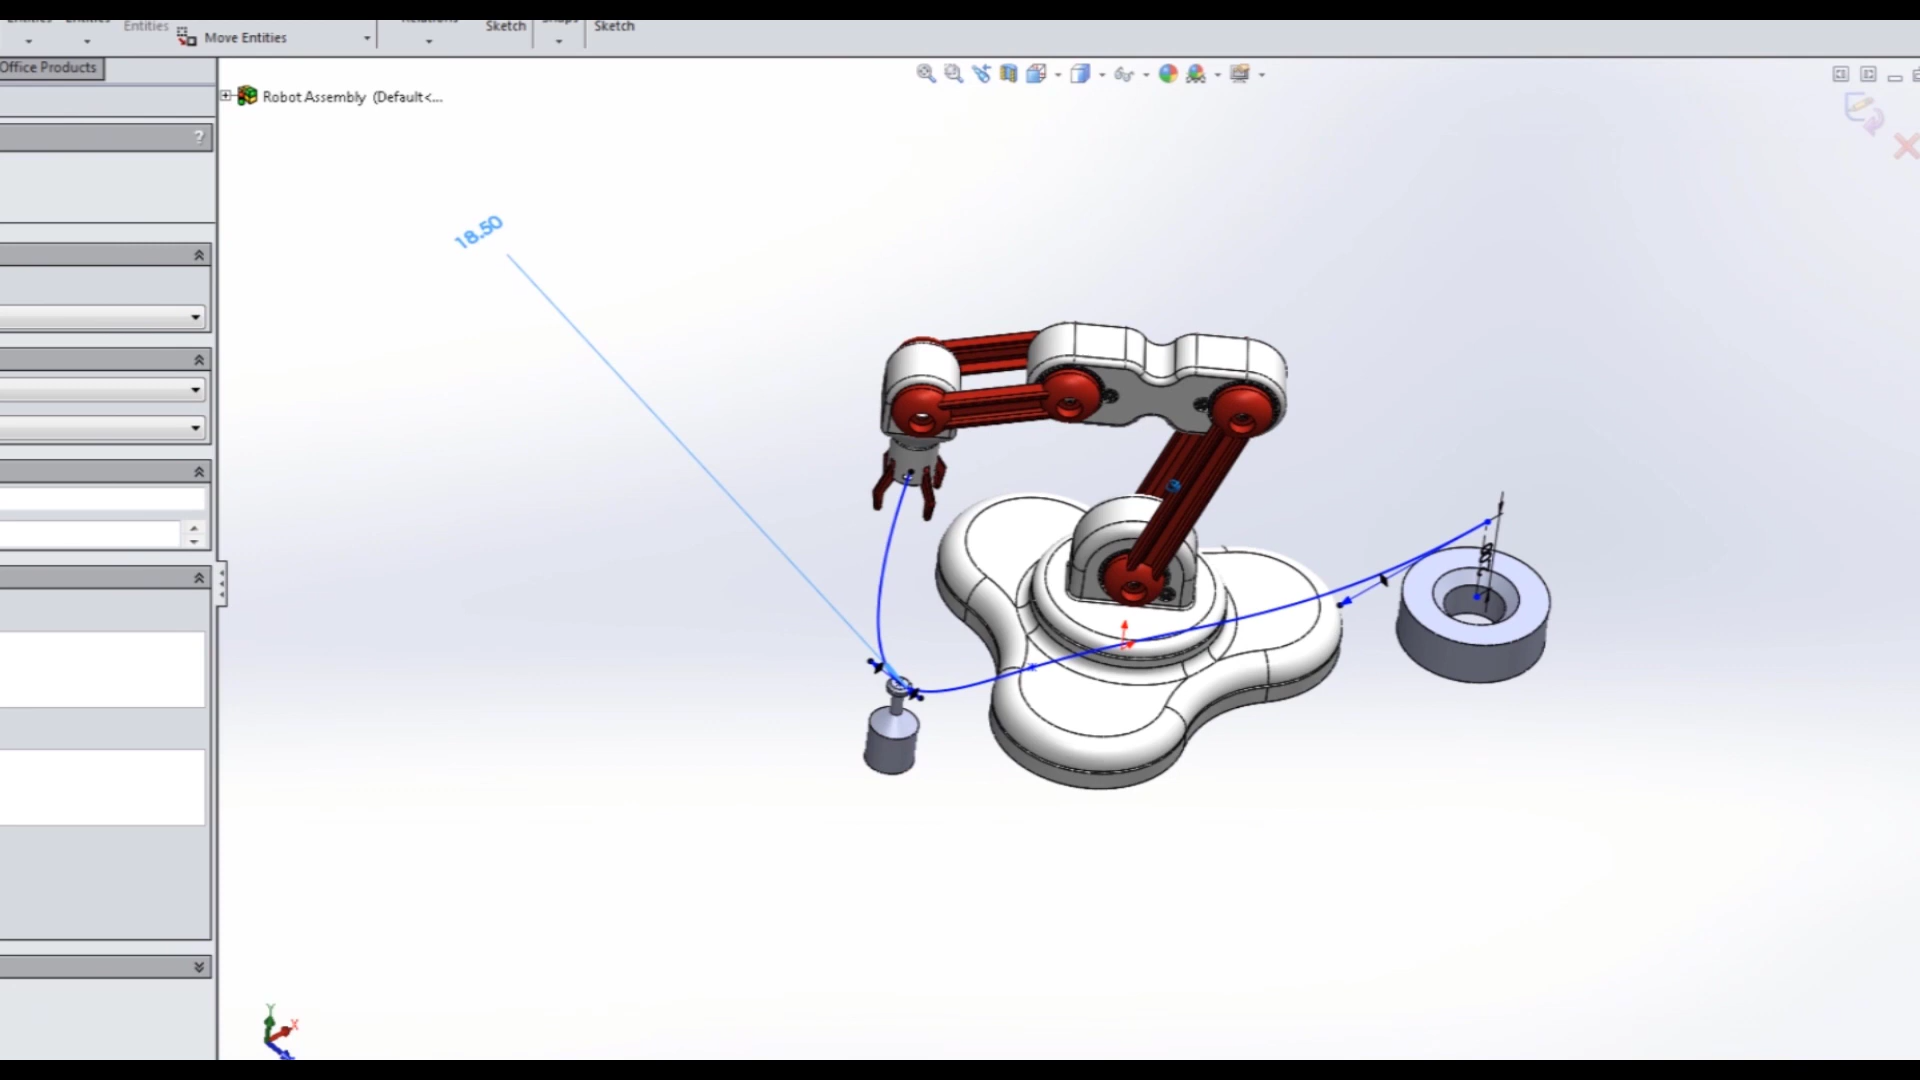 Entities
Sketch
Sketch
Move Entities
Office Products
?
Robot Assembly (Default<...
18.50
Y
X